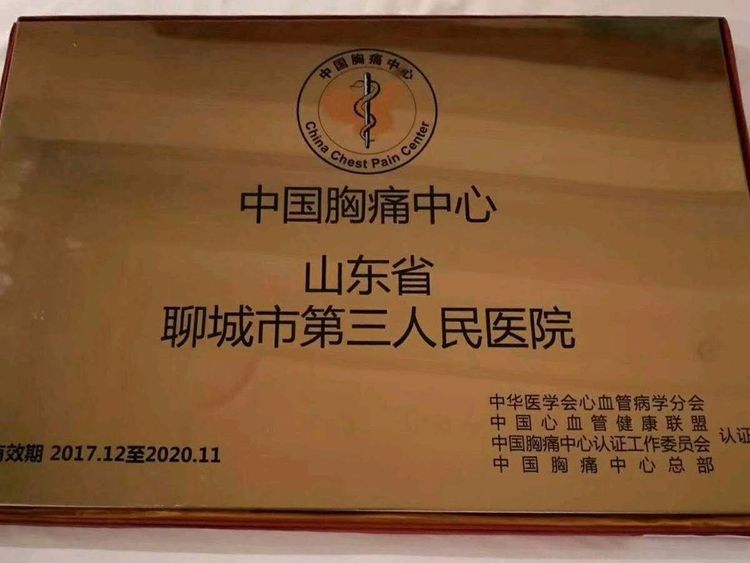 中国胸痛中心
China Chest Pain Center
中国胸痛中心
山东省
聊城市第三人民医院
中华医学会心血管病学分会
中国心血管健康联盟
中国胸痛中心认证工作委员会
中国胸痛中心总部
认证
有效期 2017.12至2020.11